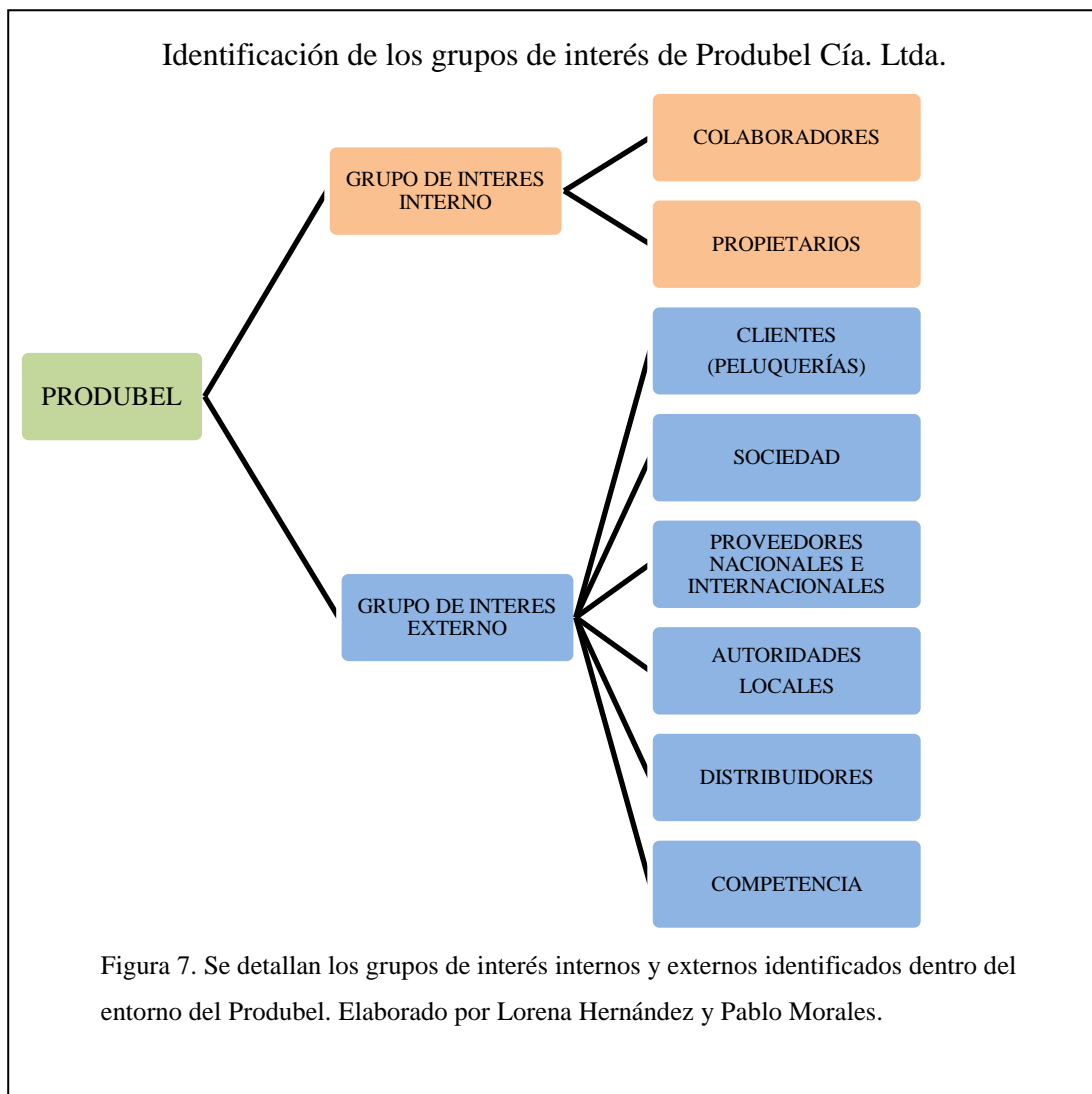 Identificación de los grupos de interés de Produbel Cía. Ltda.
PRODUBEL
GRUPO DE INTERES
INTERNO
COLABORADORES
PROPIETARIOS
GRUPO DE INTERES
EXTERNO
CLIENTES
(PELUQUERÍAS)
SOCIEDAD
PROVEEDORES
NACIONALES E
INTERNACIONALES
AUTORIDADES
LOCALES
DISTRIBUIDORES
COMPETENCIA
Figura 7. Se detallan los grupos de interés internos y externos identificados dentro del
entorno del Produbel. Elaborado por Lorena Hernández y Pablo Morales.